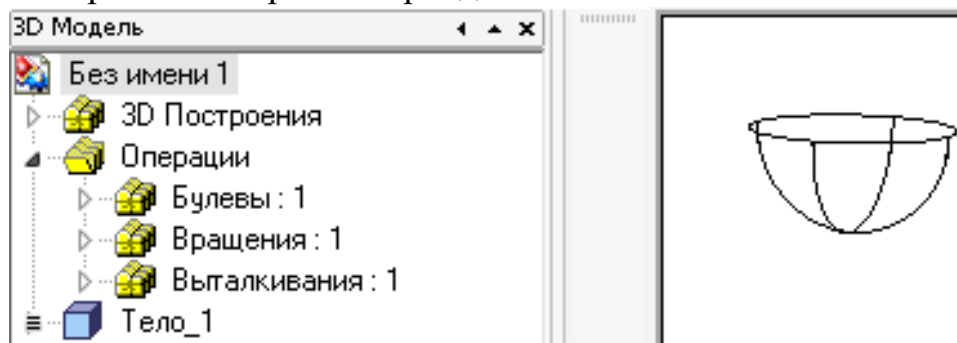 3D Модель
Без имени 1
3D Построения
Операции
Булевы : 1
Вращения : 1
Выталкивания : 1
Тело_1